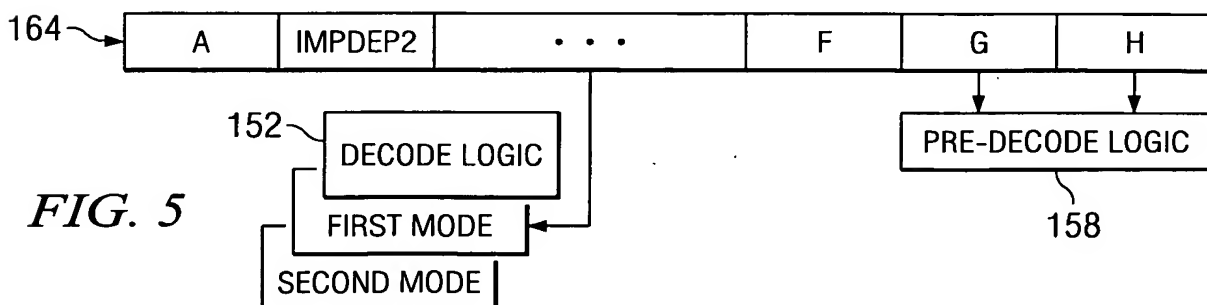 164 A IMPDEP2 • • • F G H
152 DECODE LOGIC
PRE-DECODE LOGIC
158
FIG. 5
FIRST MODE
SECOND MODE